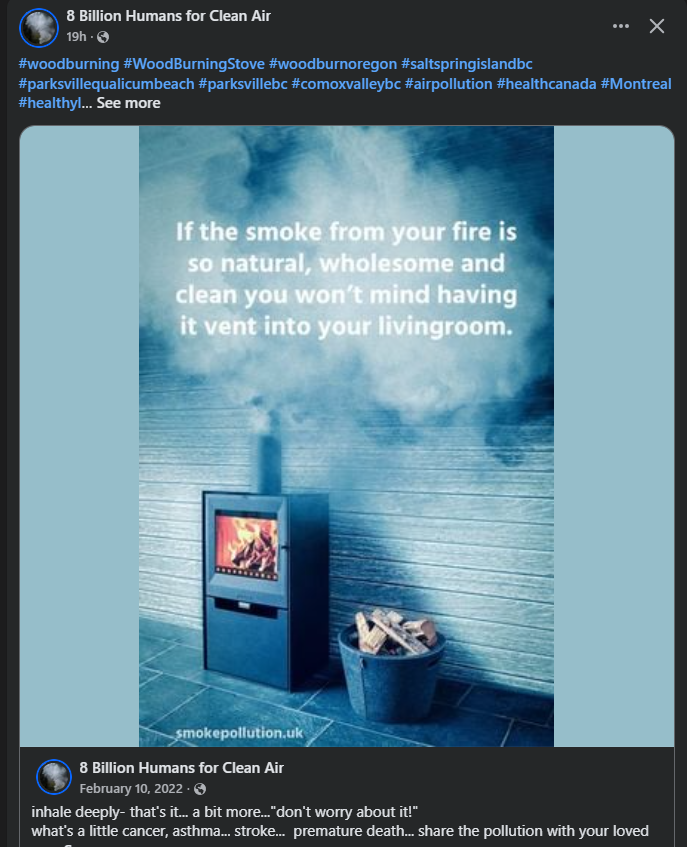 8 Billion Humans for Clean Air
19h ·
#woodburning #WoodBurningStove #woodburnoregon #saltspringislandbc
#parksvillequalicumbeach #parksvillebc #comoxvalleybc #airpollution #healthcanada #Montreal
#healthyl... See more
If the smoke from your fire is
so natural, wholesome and
clean you won't mind having
it vent into your livingroom.
smokepollution.uk
8 Billion Humans for Clean Air
February 10, 2022 ·
inhale deeply- that's it... a bit more..."don't worry about it!"
what's a little cancer, asthma... stroke... premature death... share the pollution with your loved